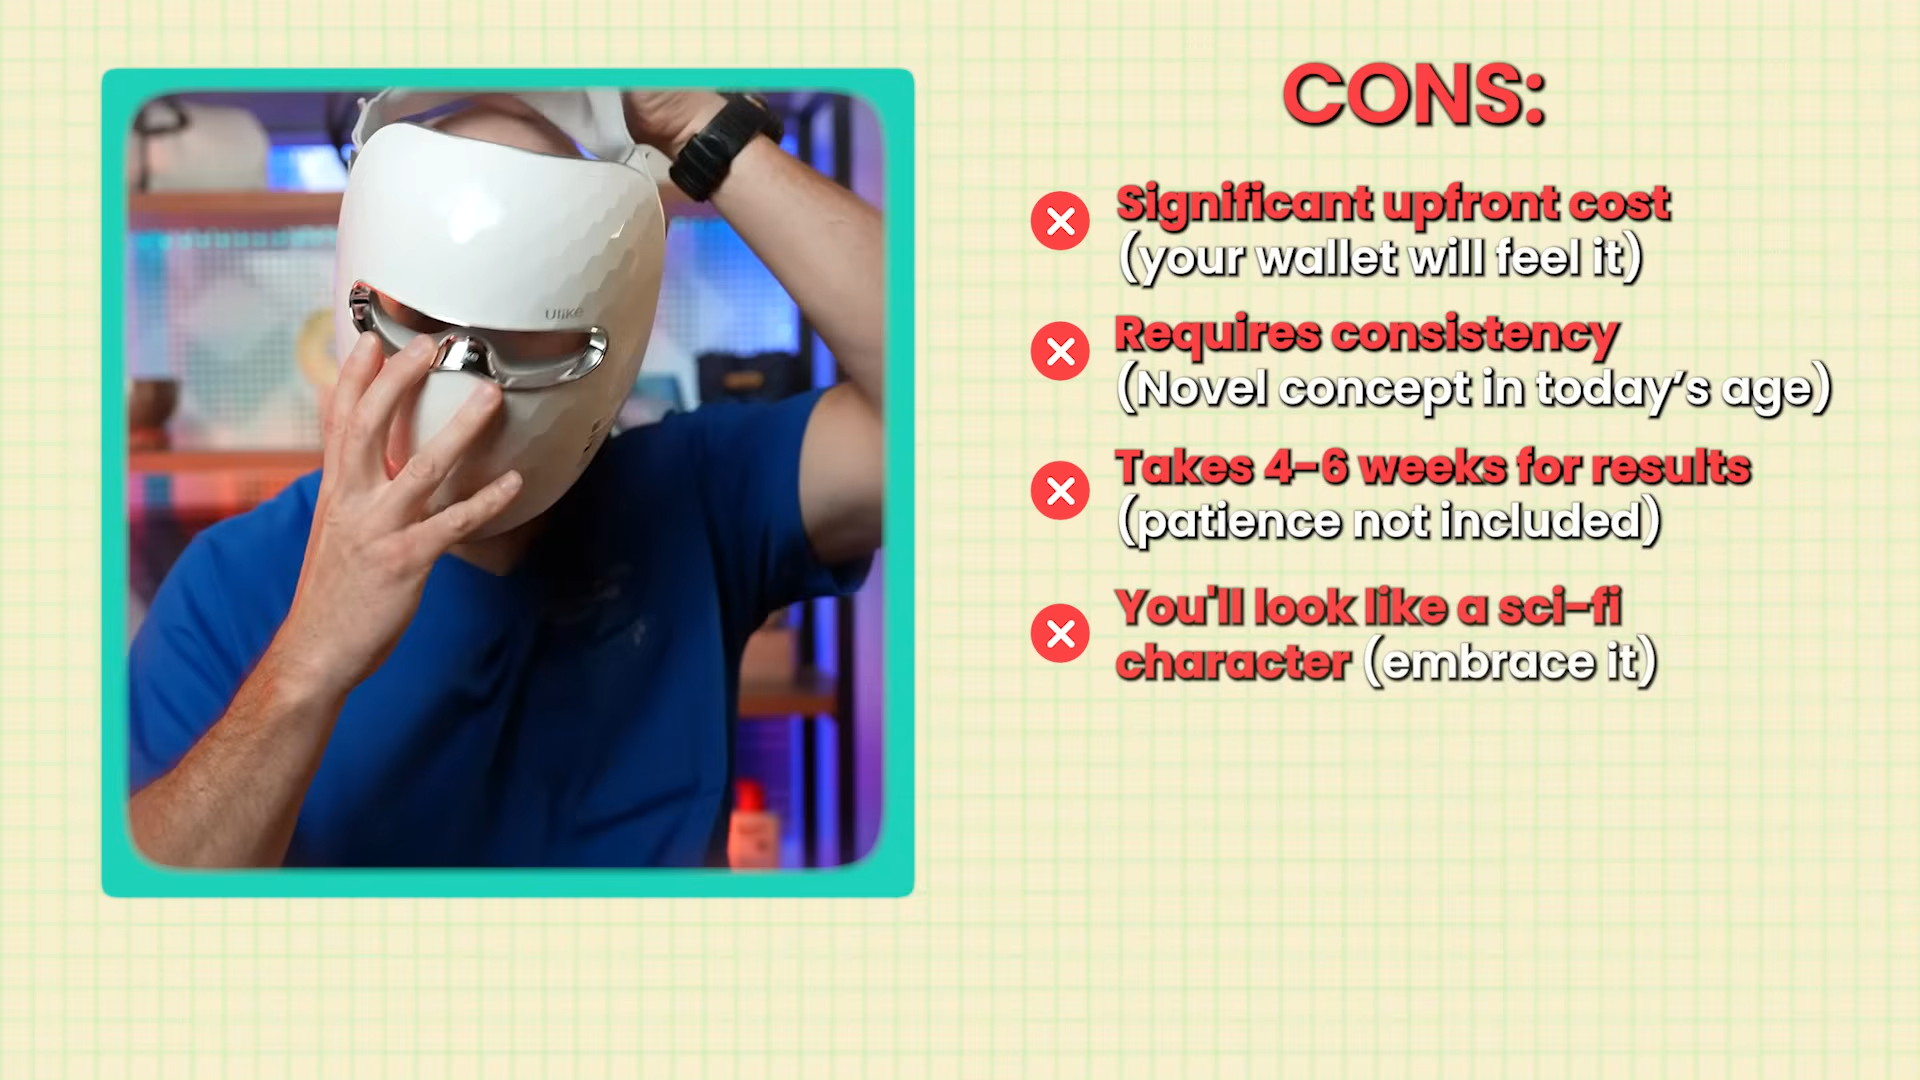 Ulike
CONS:
Significant upfront cost
(your wallet will feel it)
Requires consistency
(Novel concept in today’s age)
Takes 4-6 weeks for results
(patience not included)
You'll look like a sci-fi
character (embrace it)